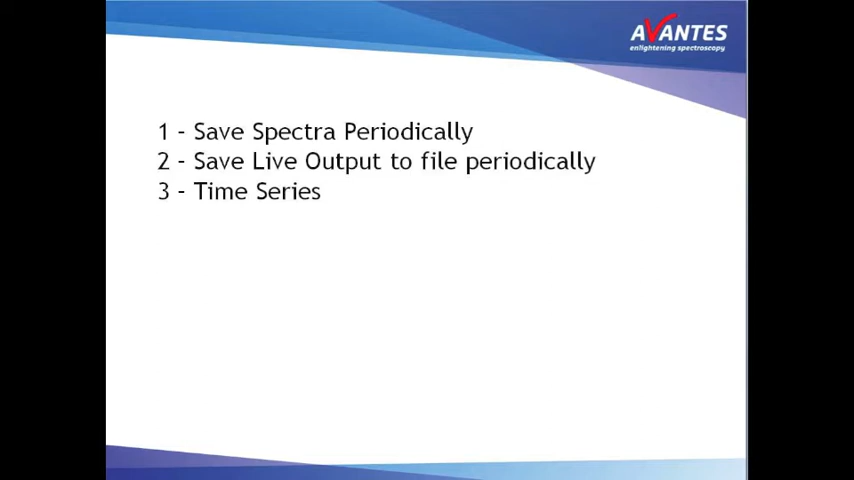 AVANTES
enlightening spectroscopy
1 - Save Spectra Periodically
2 - Save Live Output to file periodically
3 - Time Series